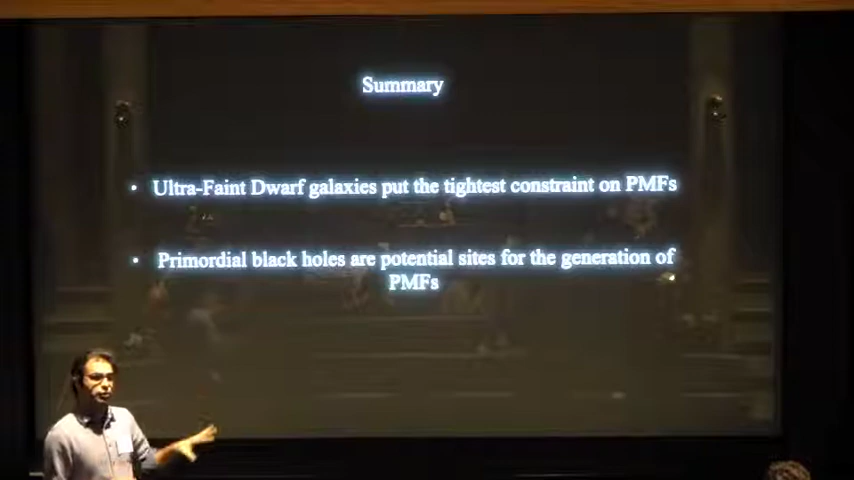 Summary
• Ultra-Faint Dwarf galaxies put the tightest constraint on PMFs
• Primordial black holes are potential sites for the generation of
PMFs